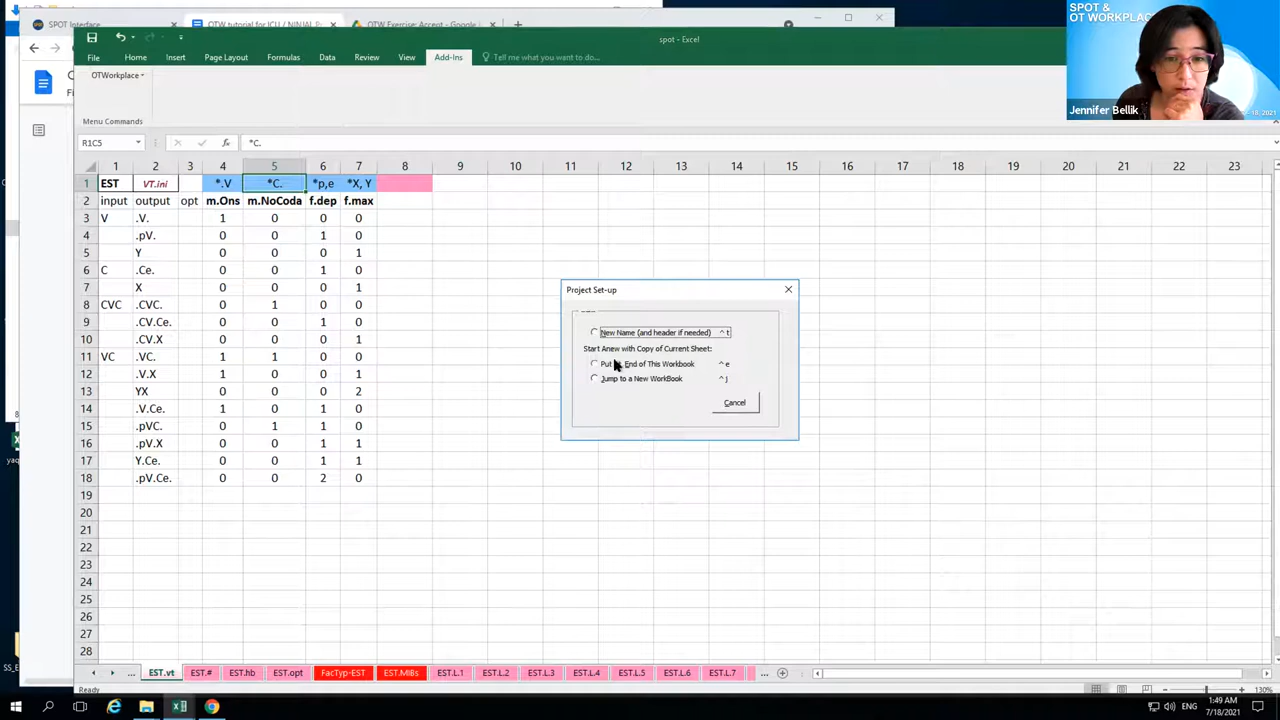 SPOT Interface
OTW tutorial for ICU / NINJAL P
OTW Exercise: Accent - Google
SPOT &
OT WORKPLAC
Jennifer Bellik
-18, 2021
spot - Excel
File Home Insert Page Layout Formulas Data Review View Add-Ins Tell me what you want to do...
OTWorkplace
Menu Commands
R1C5 *C.
1 2 3 4 5 6 7 8 9 10 11 12 13 14 15 16 17 18 19 20 21 22 23
1 EST VT.ini *.V *C. *p,e *X, Y
2 input output opt m.Ons m.NoCoda f.dep f.max
3 V .V. 1 0 0 0
4 .pV. 0 0 1 0
5 Y 0 0 0 1
6 C .Ce. 0 0 1 0
7 X 0 0 0 1
8 CVC .CVC. 0 1 0 0
9 .CV.Ce. 0 0 1 0
10 .CV.X 0 0 0 1
11 VC .VC. 1 1 0 0
12 .V.X 1 0 0 1
13 YX 0 0 0 2
14 .V.Ce. 1 0 1 0
15 .pVC. 0 1 1 0
16 .pV.X 0 0 1 1
17 Y.Ce. 0 0 1 1
18 .pV.Ce. 0 0 2 0
19
20
21
22
23
24
25
26
27
28
Project Set-up
New Name (and header if needed) ^ t
Start Anew with Copy of Current Sheet:
Put End of This Workbook ^ e
Jump to a New WorkBook ^ j
Cancel
... EST.vt EST.# EST.hb EST.opt FacTyp-EST EST.MIBs EST.L.1 EST.L.2 EST.L.3 EST.L.4 EST.L.5 EST.L.6 EST.L.7 ...
Ready
130%
yaq
SS_E
ENG
1:49 AM
7/18/2021